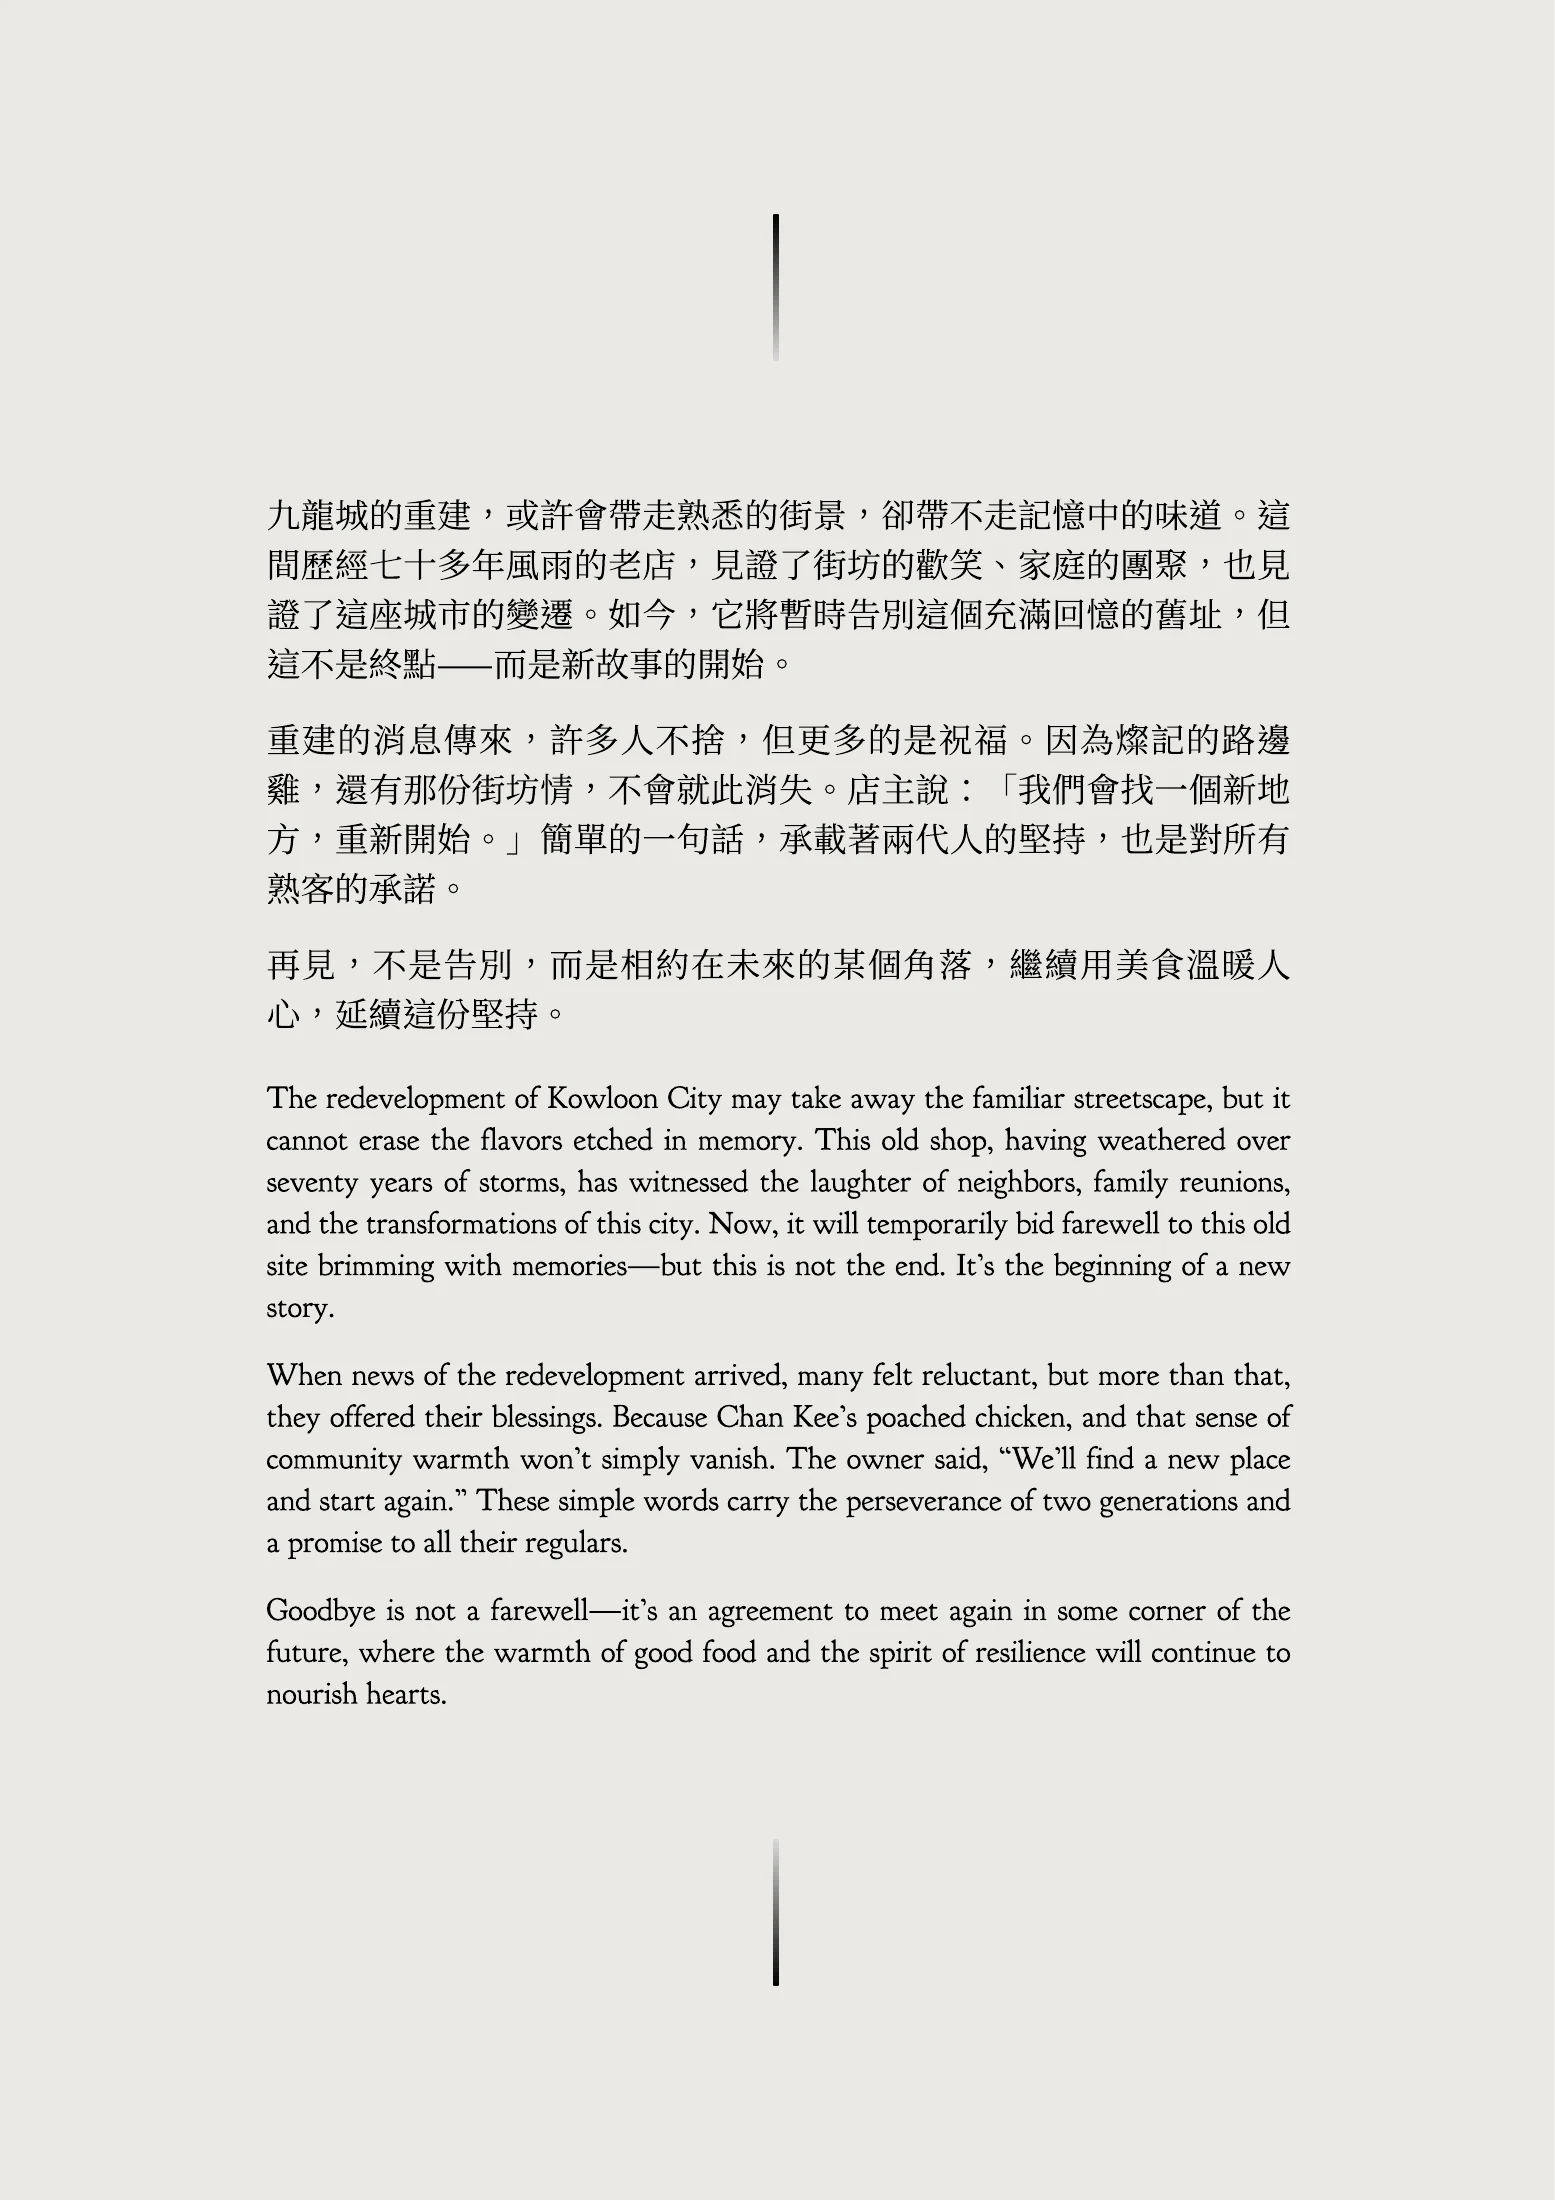 九龍城的重建，或許會帶走熟悉的街景，卻帶不走記憶中的味道。這
間歷經七十多年風雨的老店，見證了街坊的歡笑、家庭的團聚，也見
證了這座城市的變遷。如今，它將暫時告別這個充滿回憶的舊址，但
這不是終點——而是新故事的開始。
重建的消息傳來，許多人不捨，但更多的是祝福。因為燦記的路邊
雞，還有那份街坊情，不會就此消失。店主說：「我們會找一個新地
方，重新開始。」簡單的一句話，承載著兩代人的堅持，也是對所有
熟客的承諾。
再見，不是告別，而是相約在未來的某個角落，繼續用美食溫暖人
心，延續這份堅持。
The redevelopment of Kowloon City may take away the familiar streetscape, but it
cannot erase the flavors etched in memory. This old shop, having weathered over
seventy years of storms, has witnessed the laughter of neighbors, family reunions,
and the transformations of this city. Now, it will temporarily bid farewell to this old
site brimming with memories—but this is not the end. It’s the beginning of a new
story.
When news of the redevelopment arrived, many felt reluctant, but more than that,
they offered their blessings. Because Chan Kee’s poached chicken, and that sense of
community warmth won’t simply vanish. The owner said, “We’ll find a new place
and start again.” These simple words carry the perseverance of two generations and
a promise to all their regulars.
Goodbye is not a farewell—it’s an agreement to meet again in some corner of the
future, where the warmth of good food and the spirit of resilience will continue to
nourish hearts.